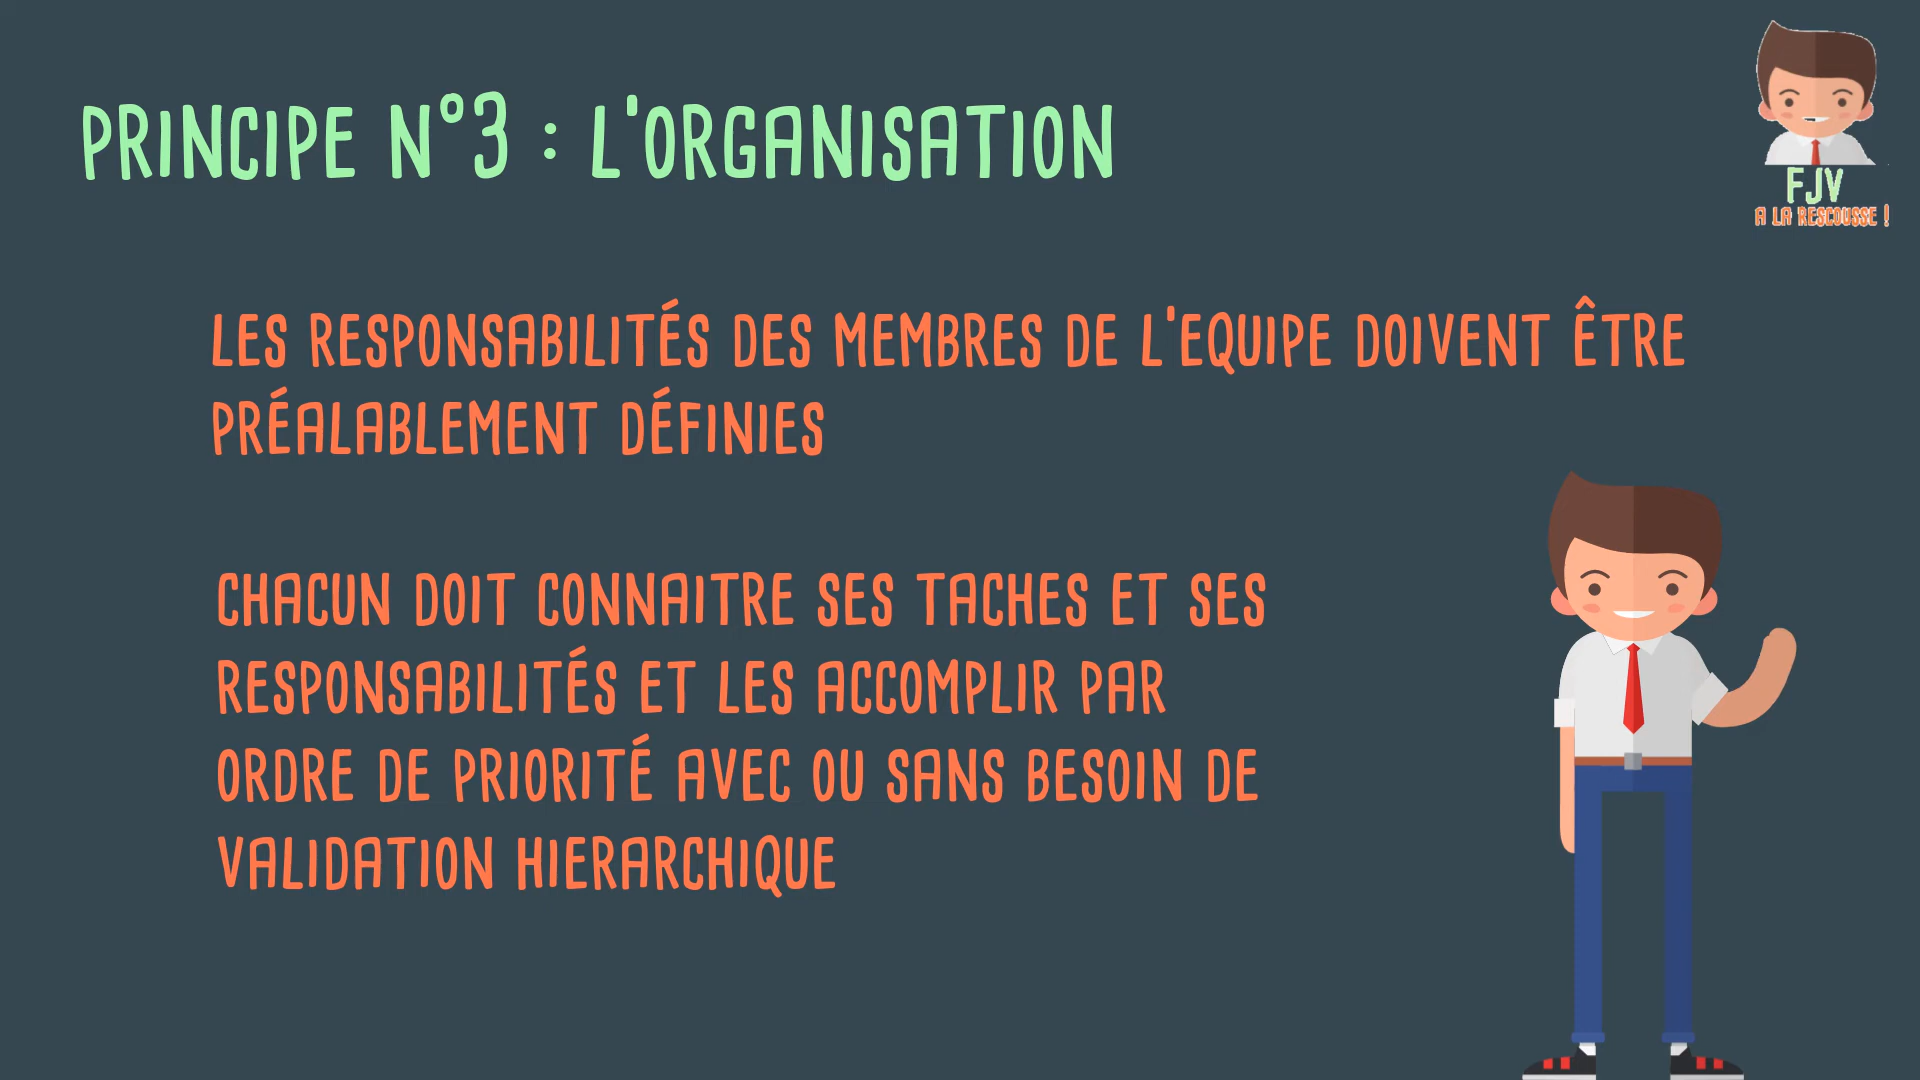 PRINCIPE N°3 : L'ORGANISATION
FJV
A LA RESCOUSSE !
LES RESPONSABILITÉS DES MEMBRES DE L'EQUIPE DOIVENT ÊTRE
PRÉALABLEMENT DÉFINIES
CHACUN DOIT CONNAITRE SES TACHES ET SES
RESPONSABILITÉS ET LES ACCOMPLIR PAR
ORDRE DE PRIORITÉ AVEC OU SANS BESOIN DE
VALIDATION HIERARCHIQUE